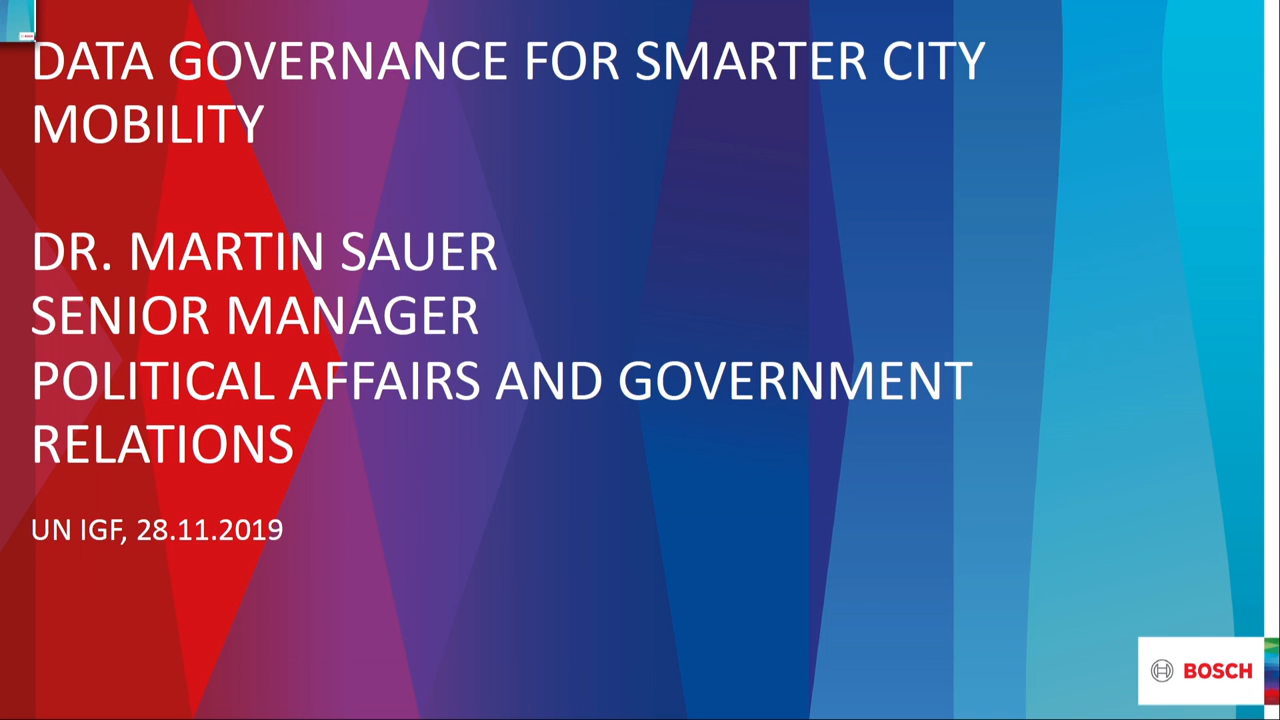 DATA GOVERNANCE FOR SMARTER CITY
MOBILITY
DR. MARTIN SAUER
SENIOR MANAGER
POLITICAL AFFAIRS AND GOVERNMENT
RELATIONS
UN IGF, 28.11.2019
BOSCH